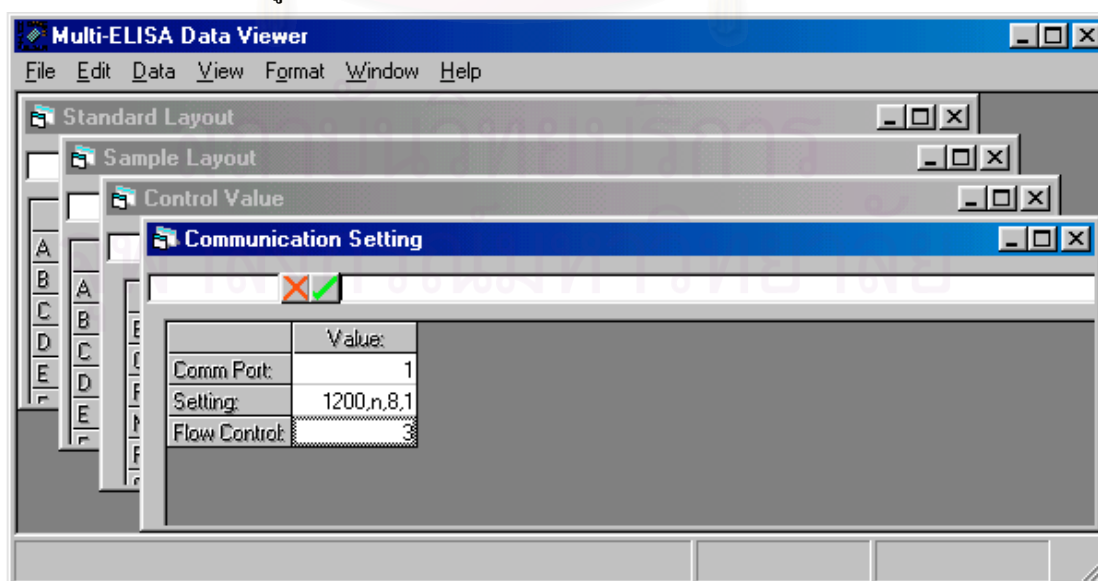 Multi-ELISA Data Viewer
File Edit Data View Format Window Help
Standard Layout
Sample Layout
Control Value
Communication Setting
A
B
C
D
E
A
B
C
D
E
Value:
Comm Port: 1
Setting: 1200,n,8,1
Flow Control: 3